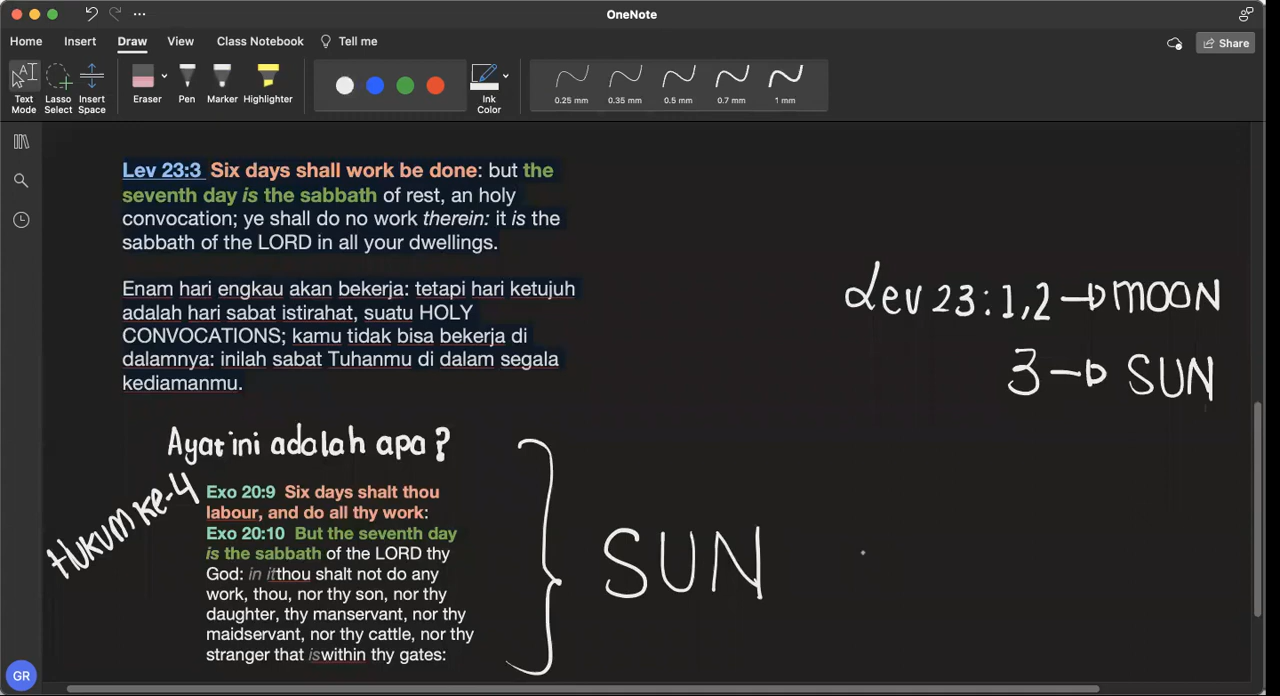 OneNote
Home Insert Draw View Class Notebook Tell me Share
Text Mode
Lasso Select
Insert Space
Eraser
Pen
Marker
Highlighter
Ink Color
0.25 mm
0.35 mm
0.5 mm
0.7 mm
1 mm
Lev 23:3 Six days shall work be done: but the
seventh day is the sabbath of rest, an holy
convocation; ye shall do no work therein: it is the
sabbath of the LORD in all your dwellings.
Enam hari engkau akan bekerja: tetapi hari ketujuh
adalah hari sabat istirahat, suatu HOLY
CONVOCATIONS; kamu tidak bisa bekerja di
dalamnya: inilah sabat Tuhanmu di dalam segala
kediamanmu.
Lev 23:1,2 → MOON
3 → SUN
Ayat ini adalah apa?
Hukum ke-4
Exo 20:9 Six days shalt thou
labour, and do all thy work:
Exo 20:10 But the seventh day
is the sabbath of the LORD thy
God: in itthou shalt not do any
work, thou, nor thy son, nor thy
daughter, thy manservant, nor thy
maidservant, nor thy cattle, nor thy
stranger that iswithin thy gates:
SUN
GR